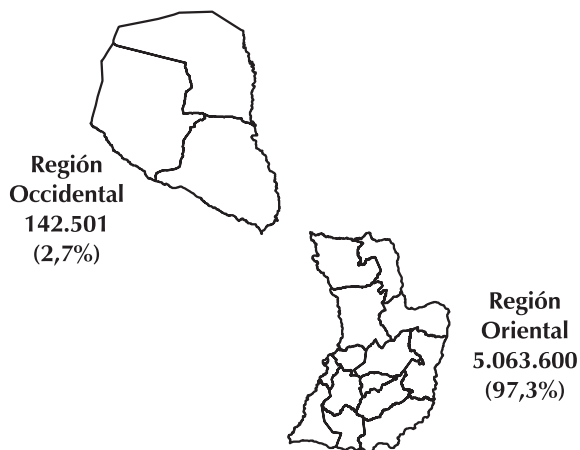 Región
Occidental
142.501
(2,7%)
Región
Oriental
5.063.600
(97,3%)